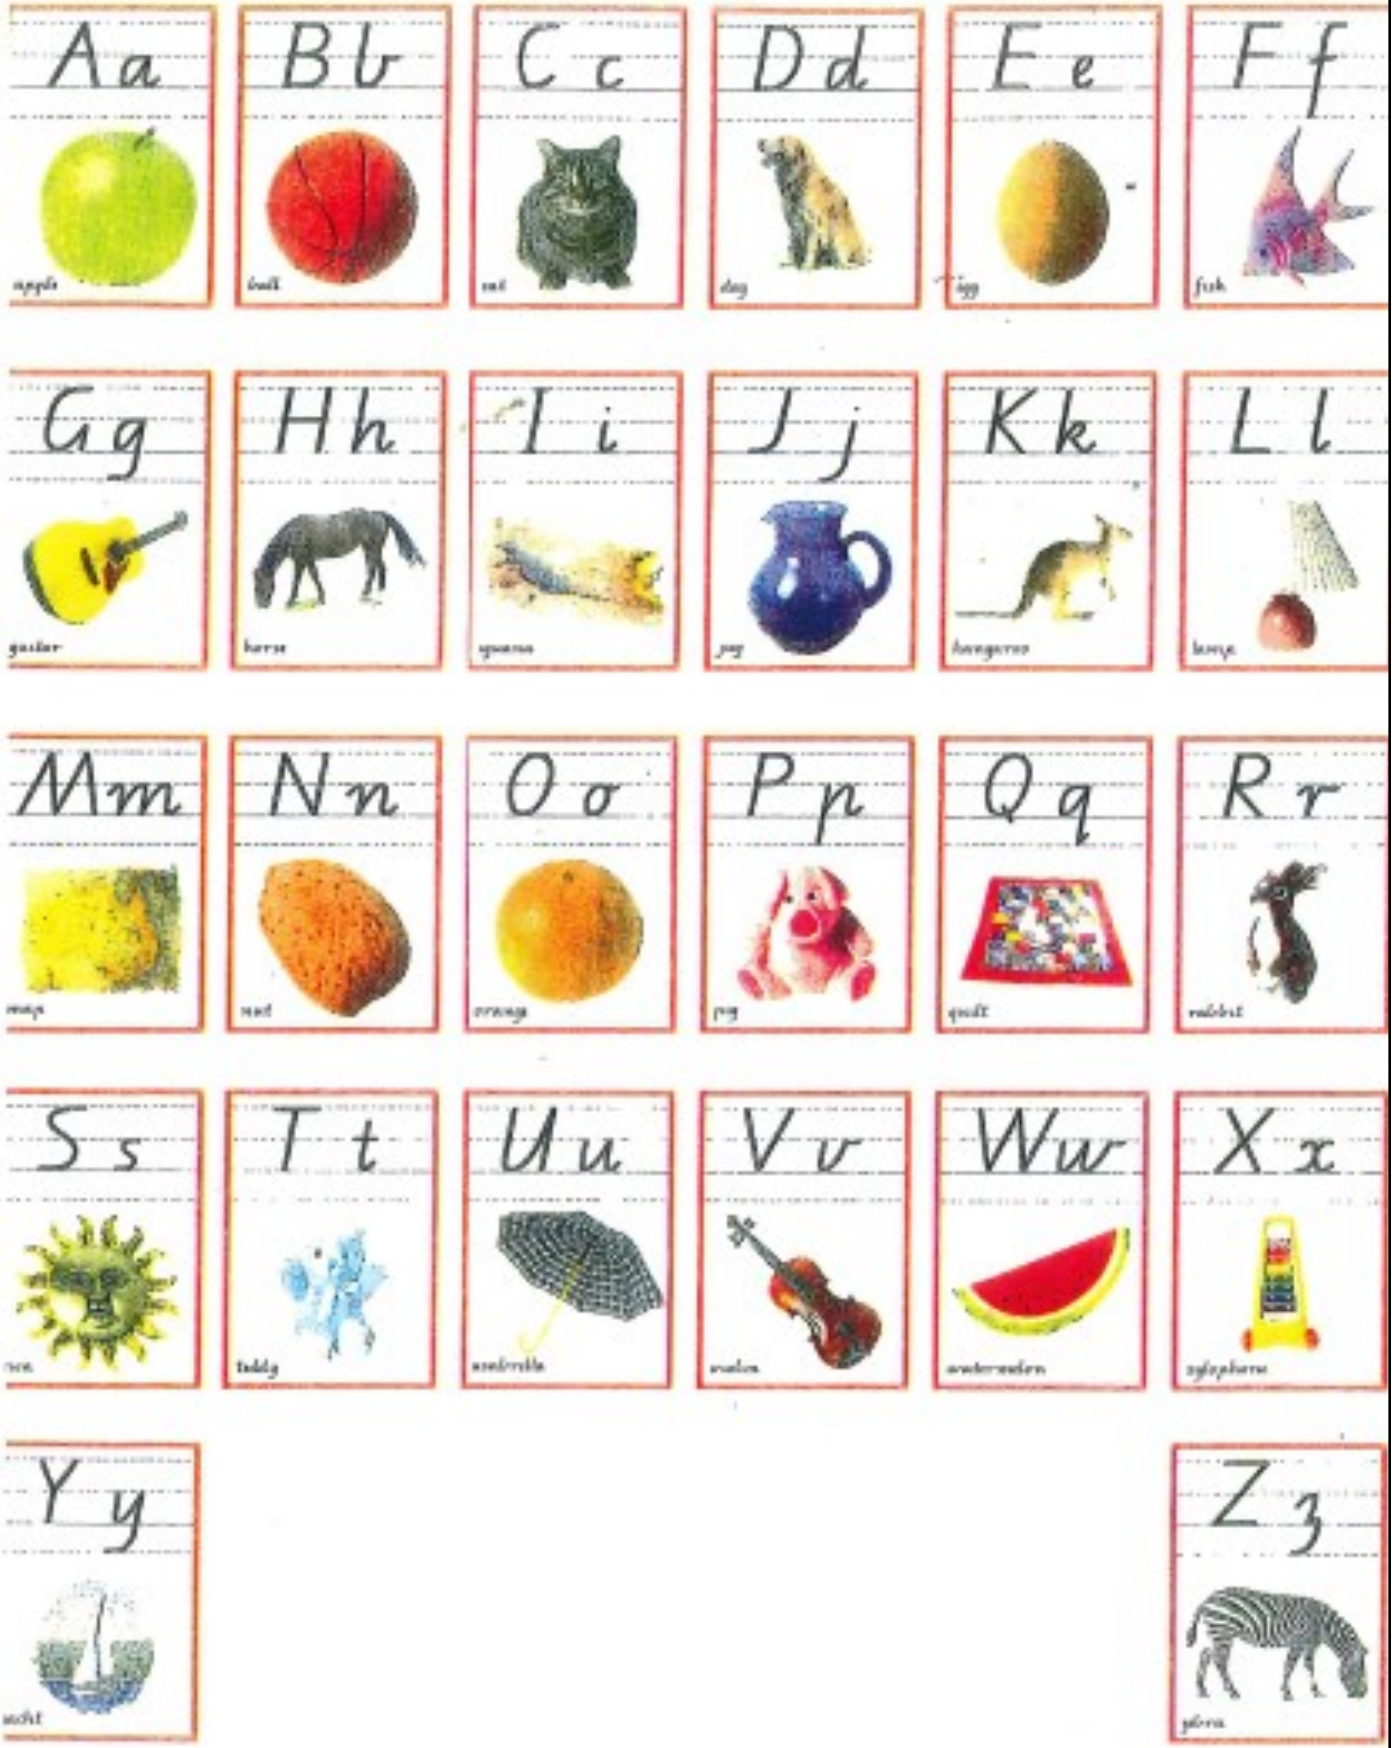 Aa Bb Cc Dd Ee Ff
apple ball cat dog egg fish
Gg Hh Ii Jj Kk Ll
guitar horse iguana jug kangaroo lamp
Mm Nn Oo Pp Qq Rr
map nut orange pig quilt rabbit
Ss Tt Uu Vv Ww Xx
teddy umbrella violin watermelon xylophone
Yy Zz
zebra